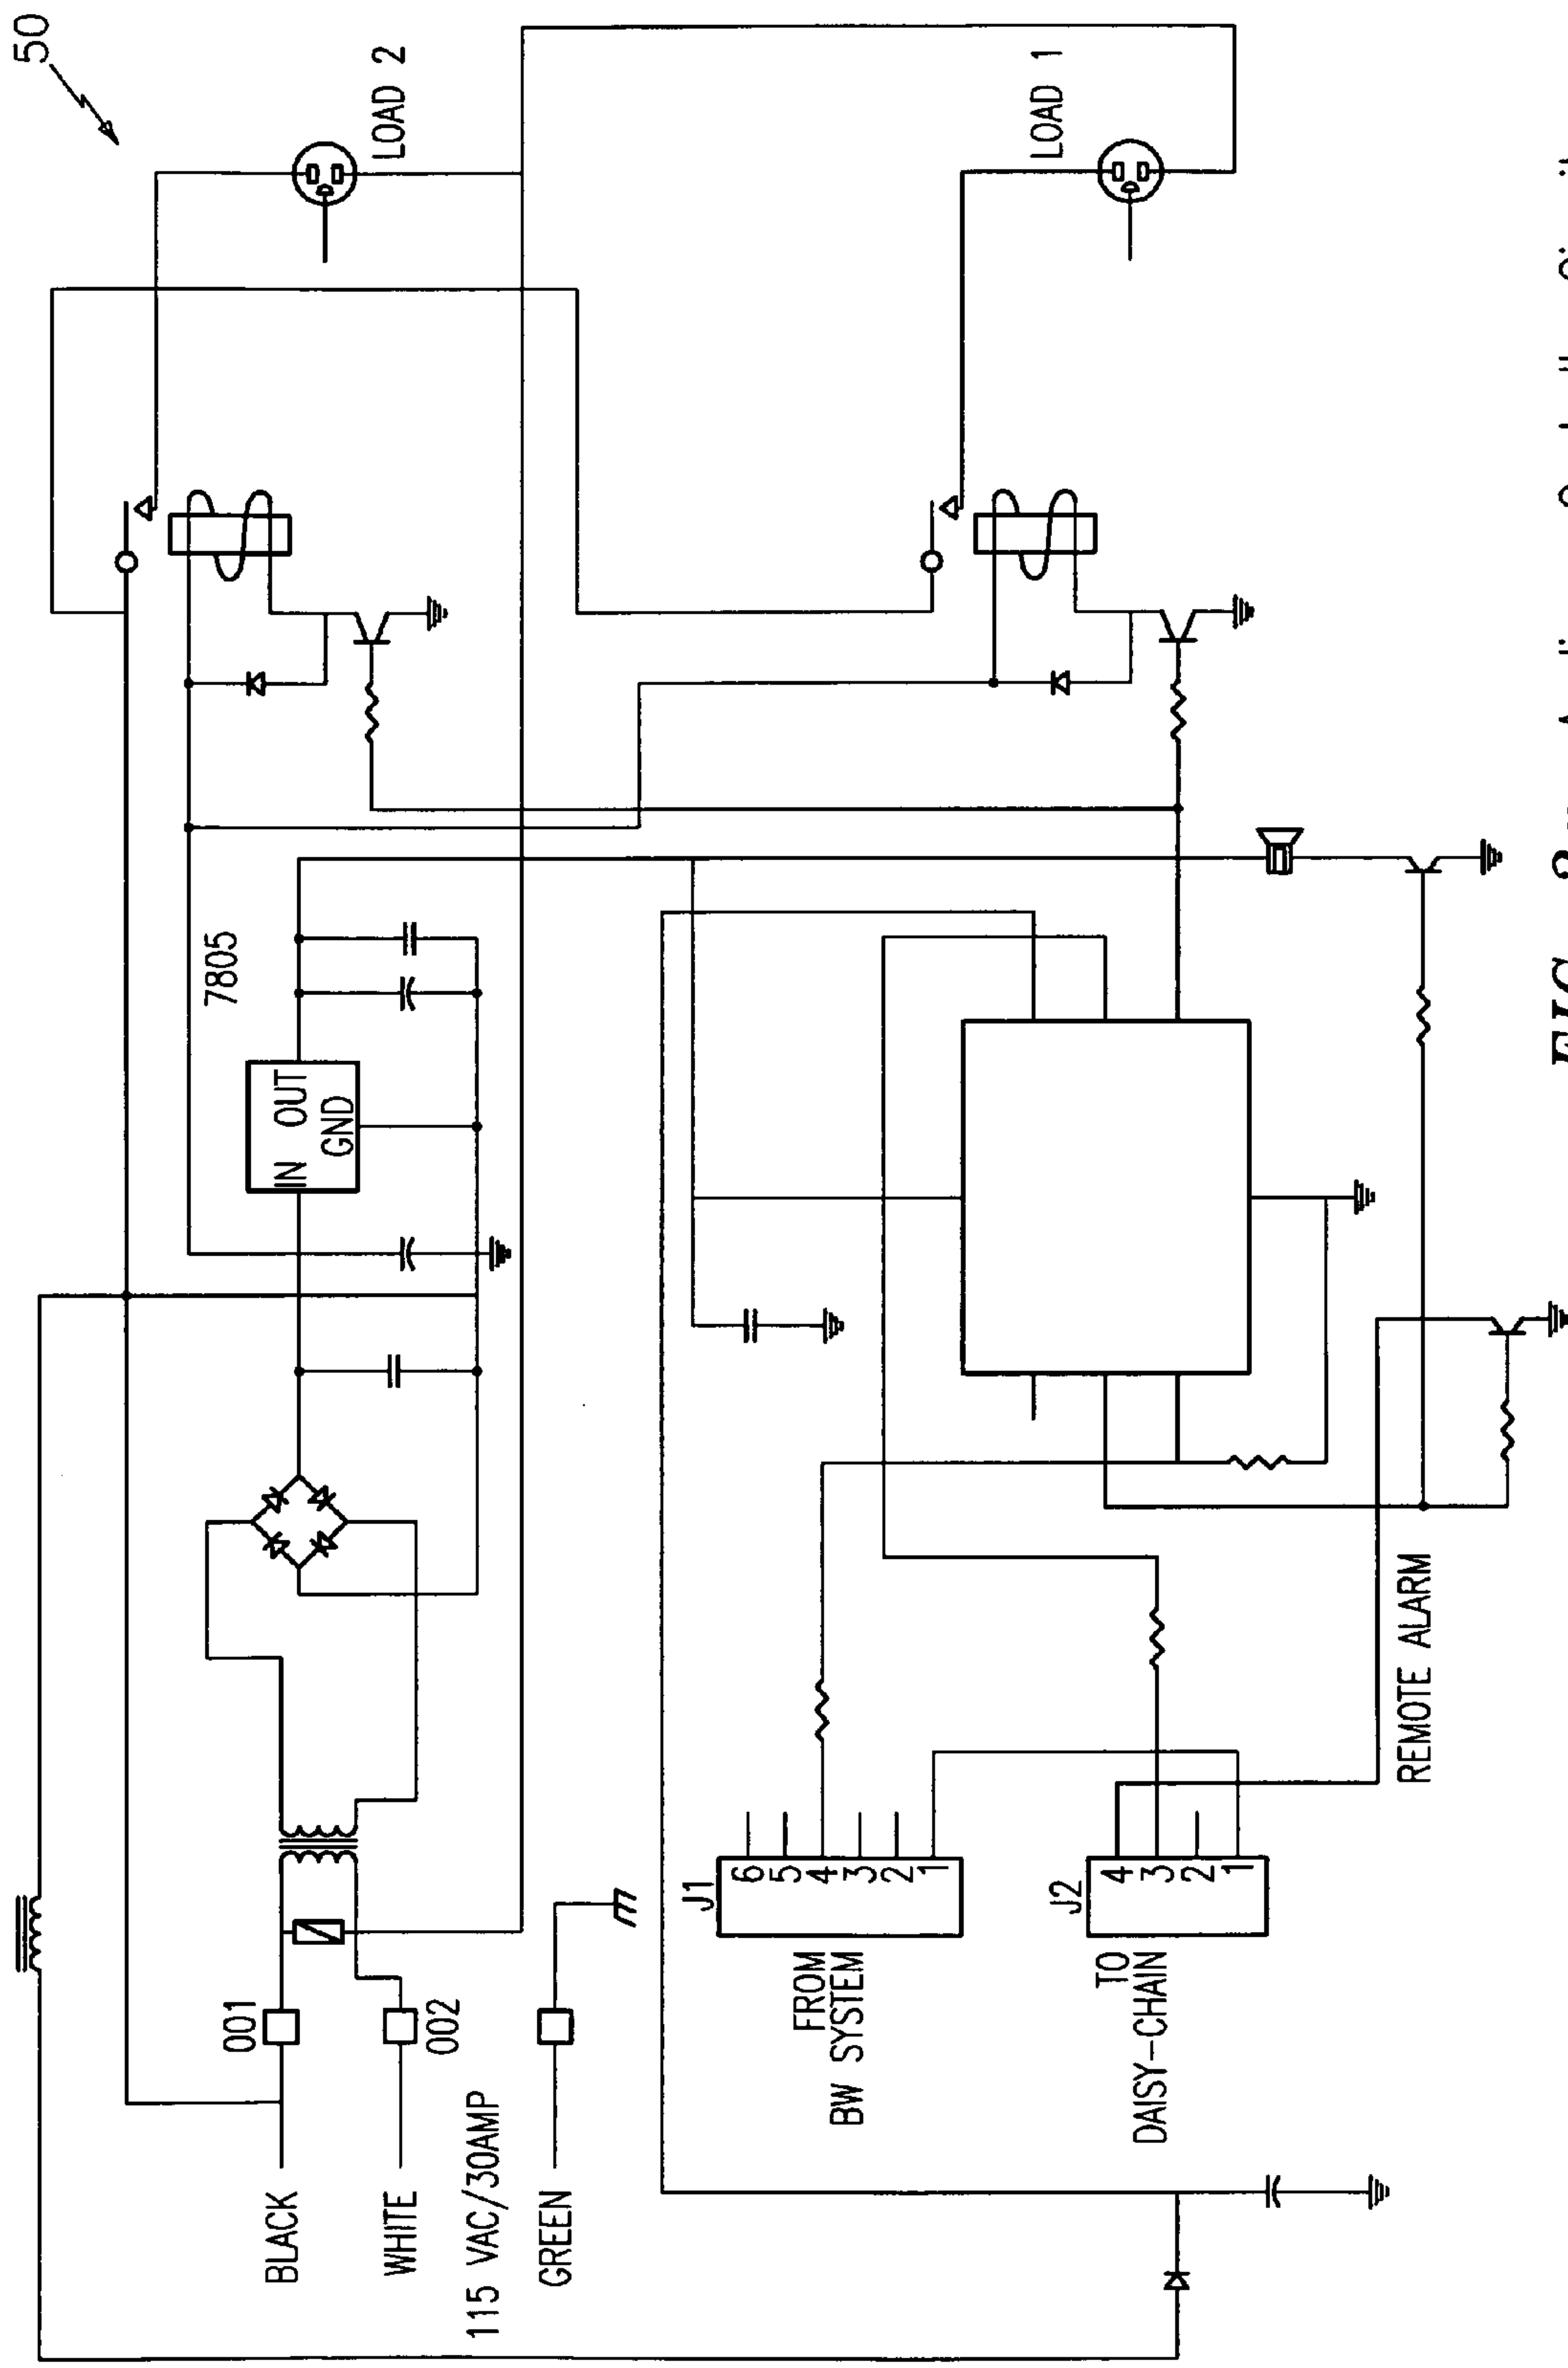 50
LOAD 2
LOAD 1
7805
IN OUT
GND
001
002
BLACK
WHITE
115 VAC/30AMP
GREEN
J1
6
5
4
3
2
1
FROM
BW SYSTEM
J2
4
3
2
1
TO
DAISY-CHAIN
REMOTE ALARM
FIG.